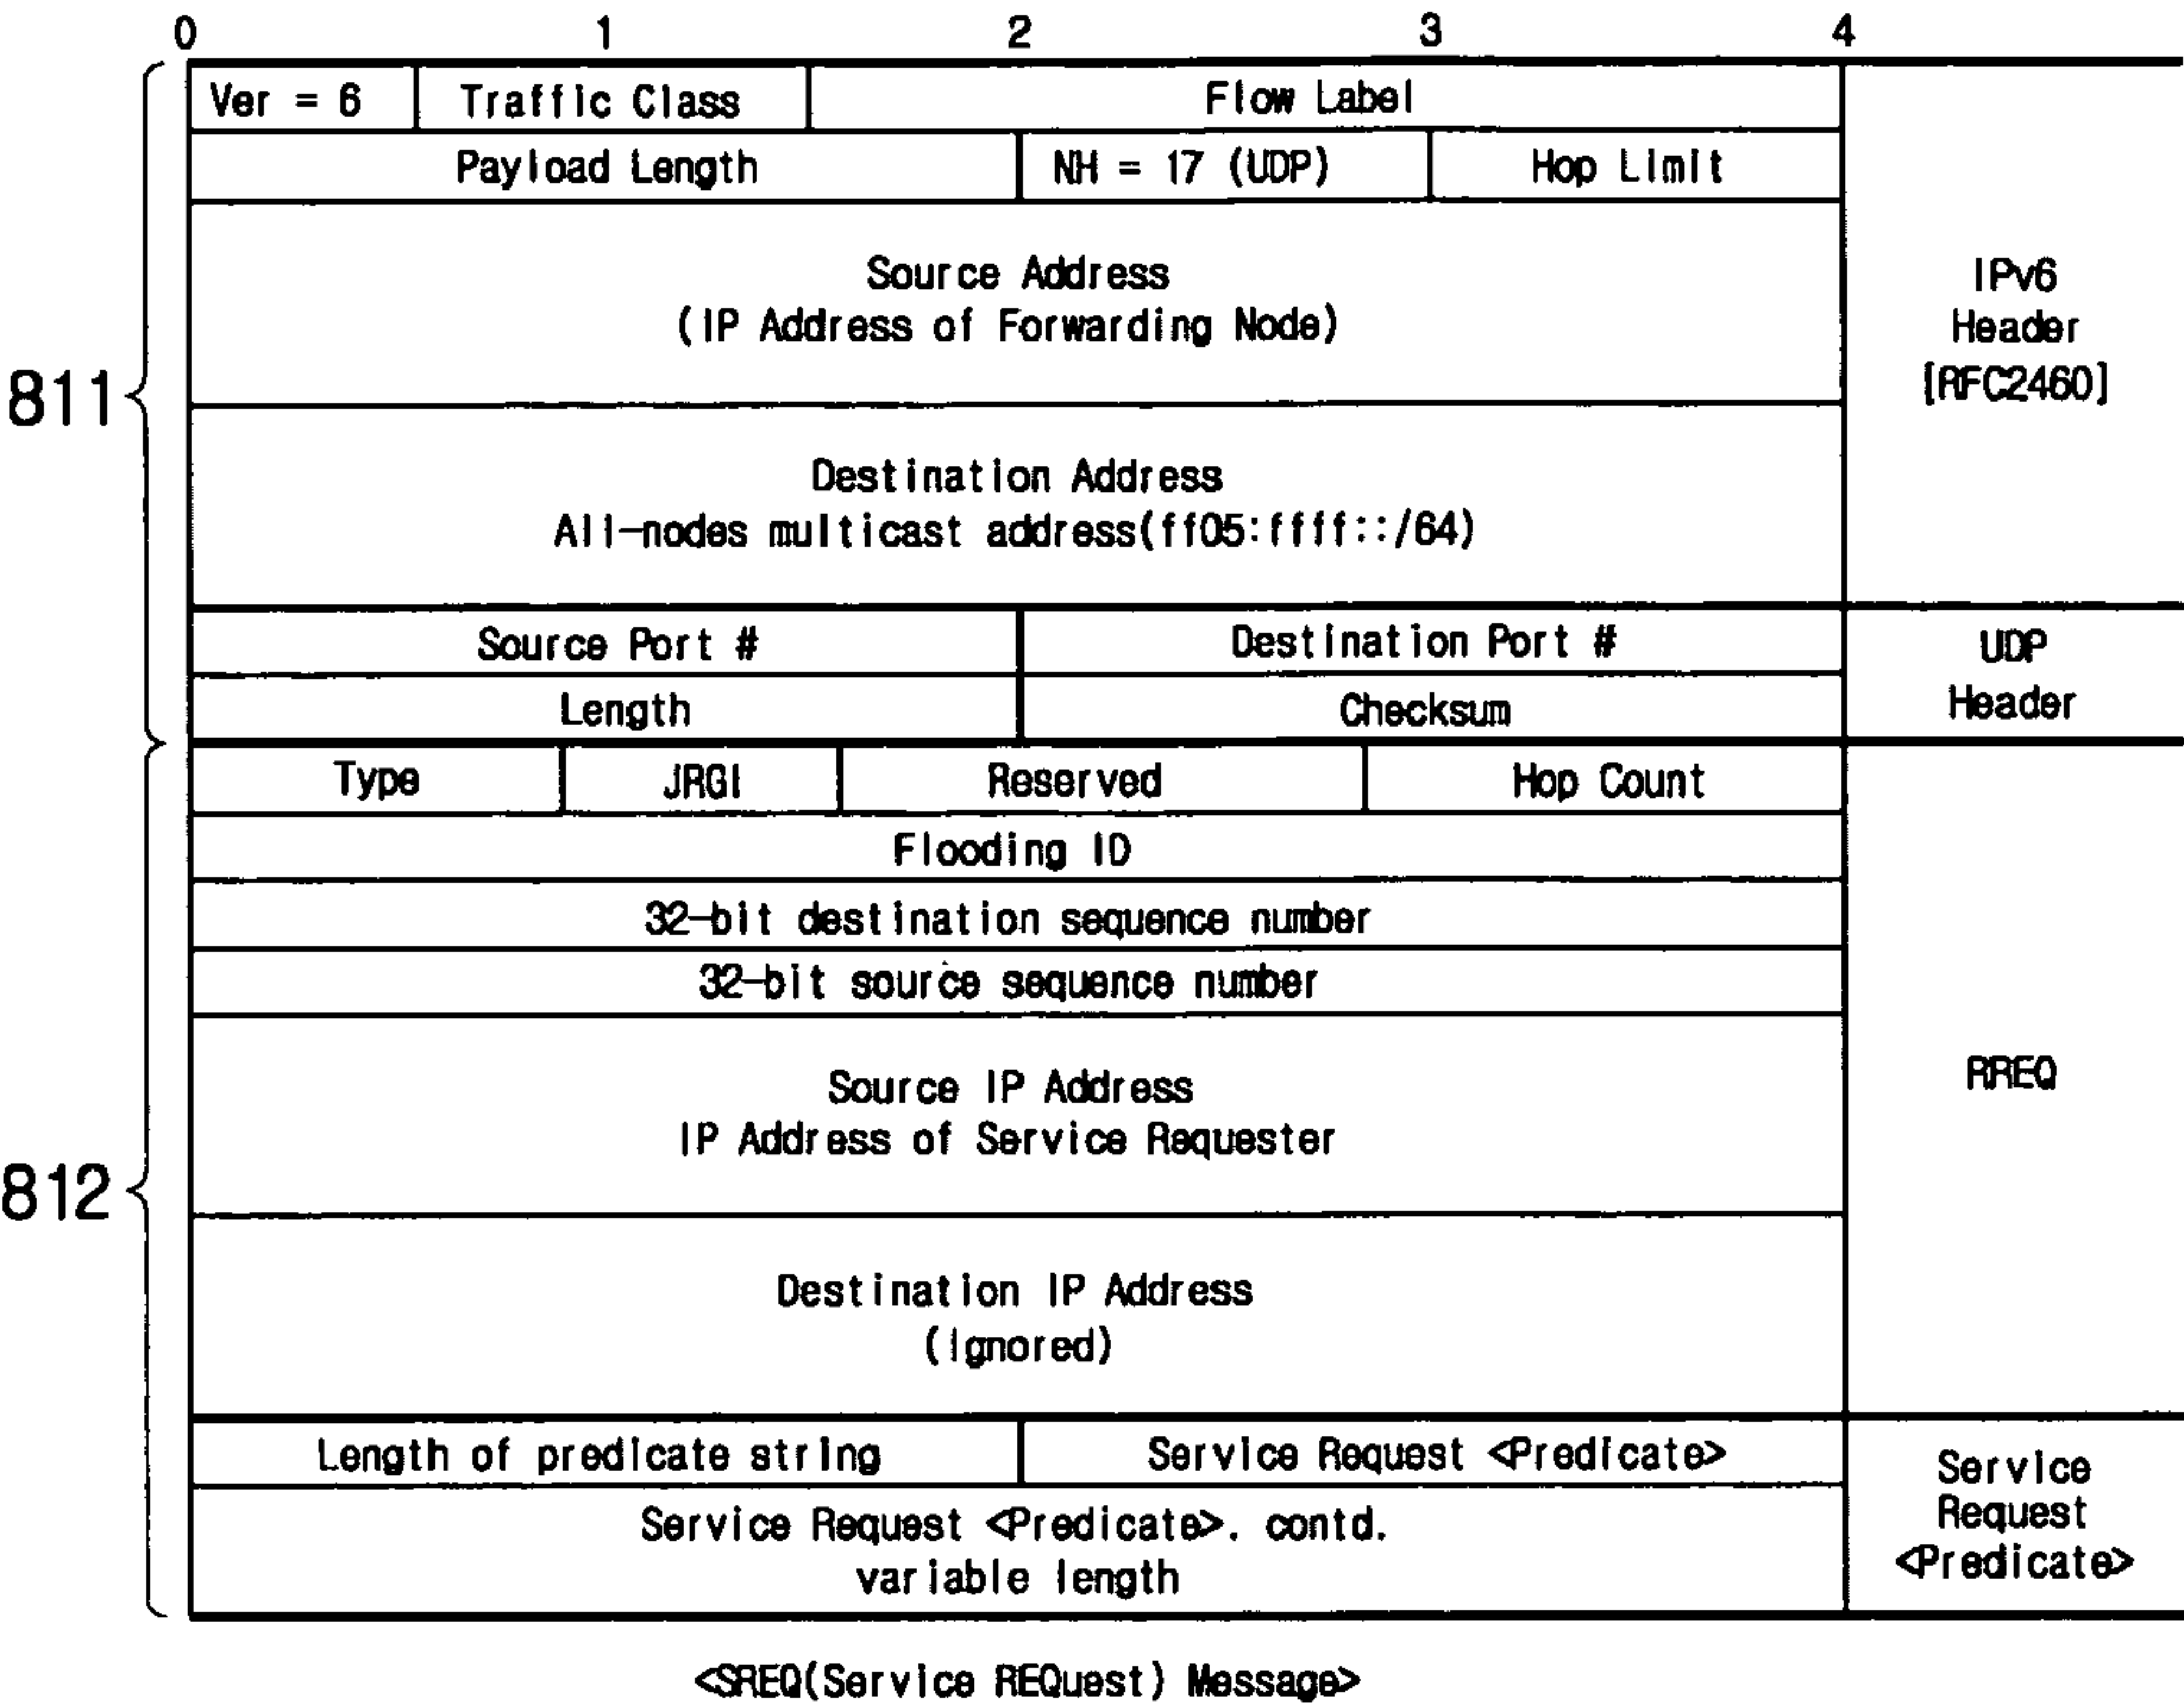 0 1 2 3 4
Ver = 6 Traffic Class Flow Label
Payload Length NH = 17 (UDP) Hop Limit
Source Address
(IP Address of Forwarding Node)
IPv6
Header
[RFC2460]
811
Destination Address
All-nodes multicast address(ff05:ffff::/64)
Source Port # Destination Port # UDP
Length Checksum Header
Type JRGI Reserved Hop Count
Flooding ID
32-bit destination sequence number
32-bit source sequence number
Source IP Address
IP Address of Service Requester
RREQ
812
Destination IP Address
(Ignored)
Length of predicate string Service Request <Predicate>
Service Request <Predicate>. contd.
variable length
Service
Request
<Predicate>
<SREQ(Service REQuest) Message>